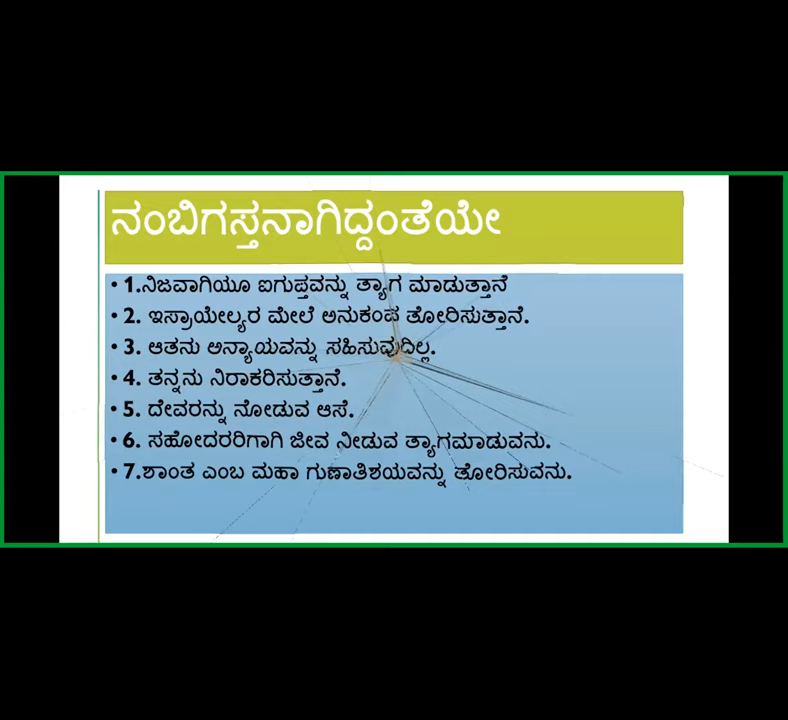 ನಂಬಿಗಸ್ತನಾಗಿದ್ದಂತೆಯೇ
• 1.ನಿಜವಾಗಿಯೂ ಐಗುಪ್ತವನ್ನು ತ್ಯಾಗ ಮಾಡುತ್ತಾನೆ
• 2. ಇಸ್ರಾಯೇಲ್ಯರ ಮೇಲೆ ಅನುಕಂಪ ತೋರಿಸುತ್ತಾನೆ.
• 3. ಆತನು ಅನ್ಯಾಯವನ್ನು ಸಹಿಸುವುದಿಲ್ಲ.
• 4. ತನ್ನನು ನಿರಾಕರಿಸುತ್ತಾನೆ.
• 5. ದೇವರನ್ನು ನೋಡುವ ಆಸೆ.
• 6. ಸಹೋದರರಿಗಾಗಿ ಜೀವ ನೀಡುವ ತ್ಯಾಗಮಾಡುವನು.
• 7.ಶಾಂತ ಎಂಬ ಮಹಾ ಗುಣಾತಿಶಯವನ್ನು ತೋರಿಸುವನು.